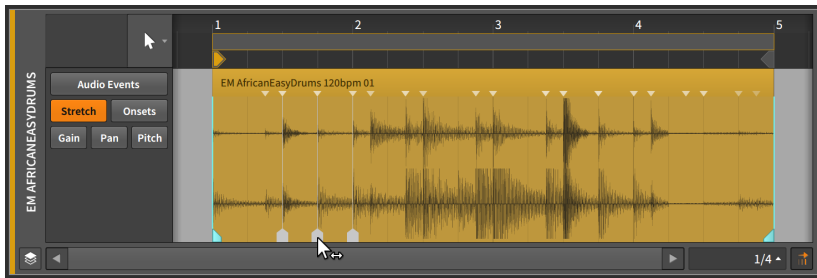 1 2 3 4 5
EM AFRICANEASYDRUMS
Audio Events
EM AfricanEasyDrums 120bpm 01
Stretch Onsets
Gain Pan Pitch
1/4